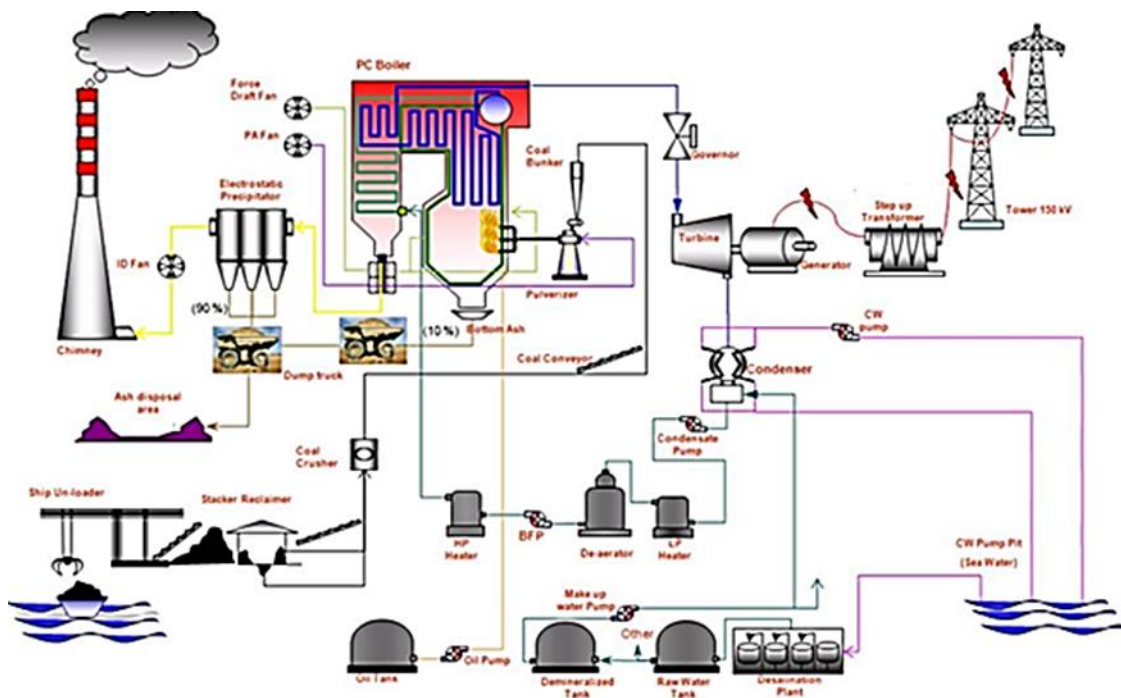 PC Boiler
Force
Draft Fan
PA Fan
Coal
Bunker
Governor
Electrostatic
Precipitator
Step up
Transformer
Tower 150 kV
Turbine
Generator
ID Fan
Pulverizer
(90%)
(10%)
Bottom Ash
CW
pump
Chimney
Coal Conveyor
Condenser
Dump truck
Ash disposal
area
Condensate
Pump
Coal
Crusher
Ship Un-loader
Stacker Reclaimer
HP
Heater
BFP
De-aerator
LP
Heater
CW Pump Pit
(Sea Water)
Make up
water Pump
Other
Oil Tank
Oil Pump
Demineralized
Tank
Raw Water
Tank
Desalination
Plant